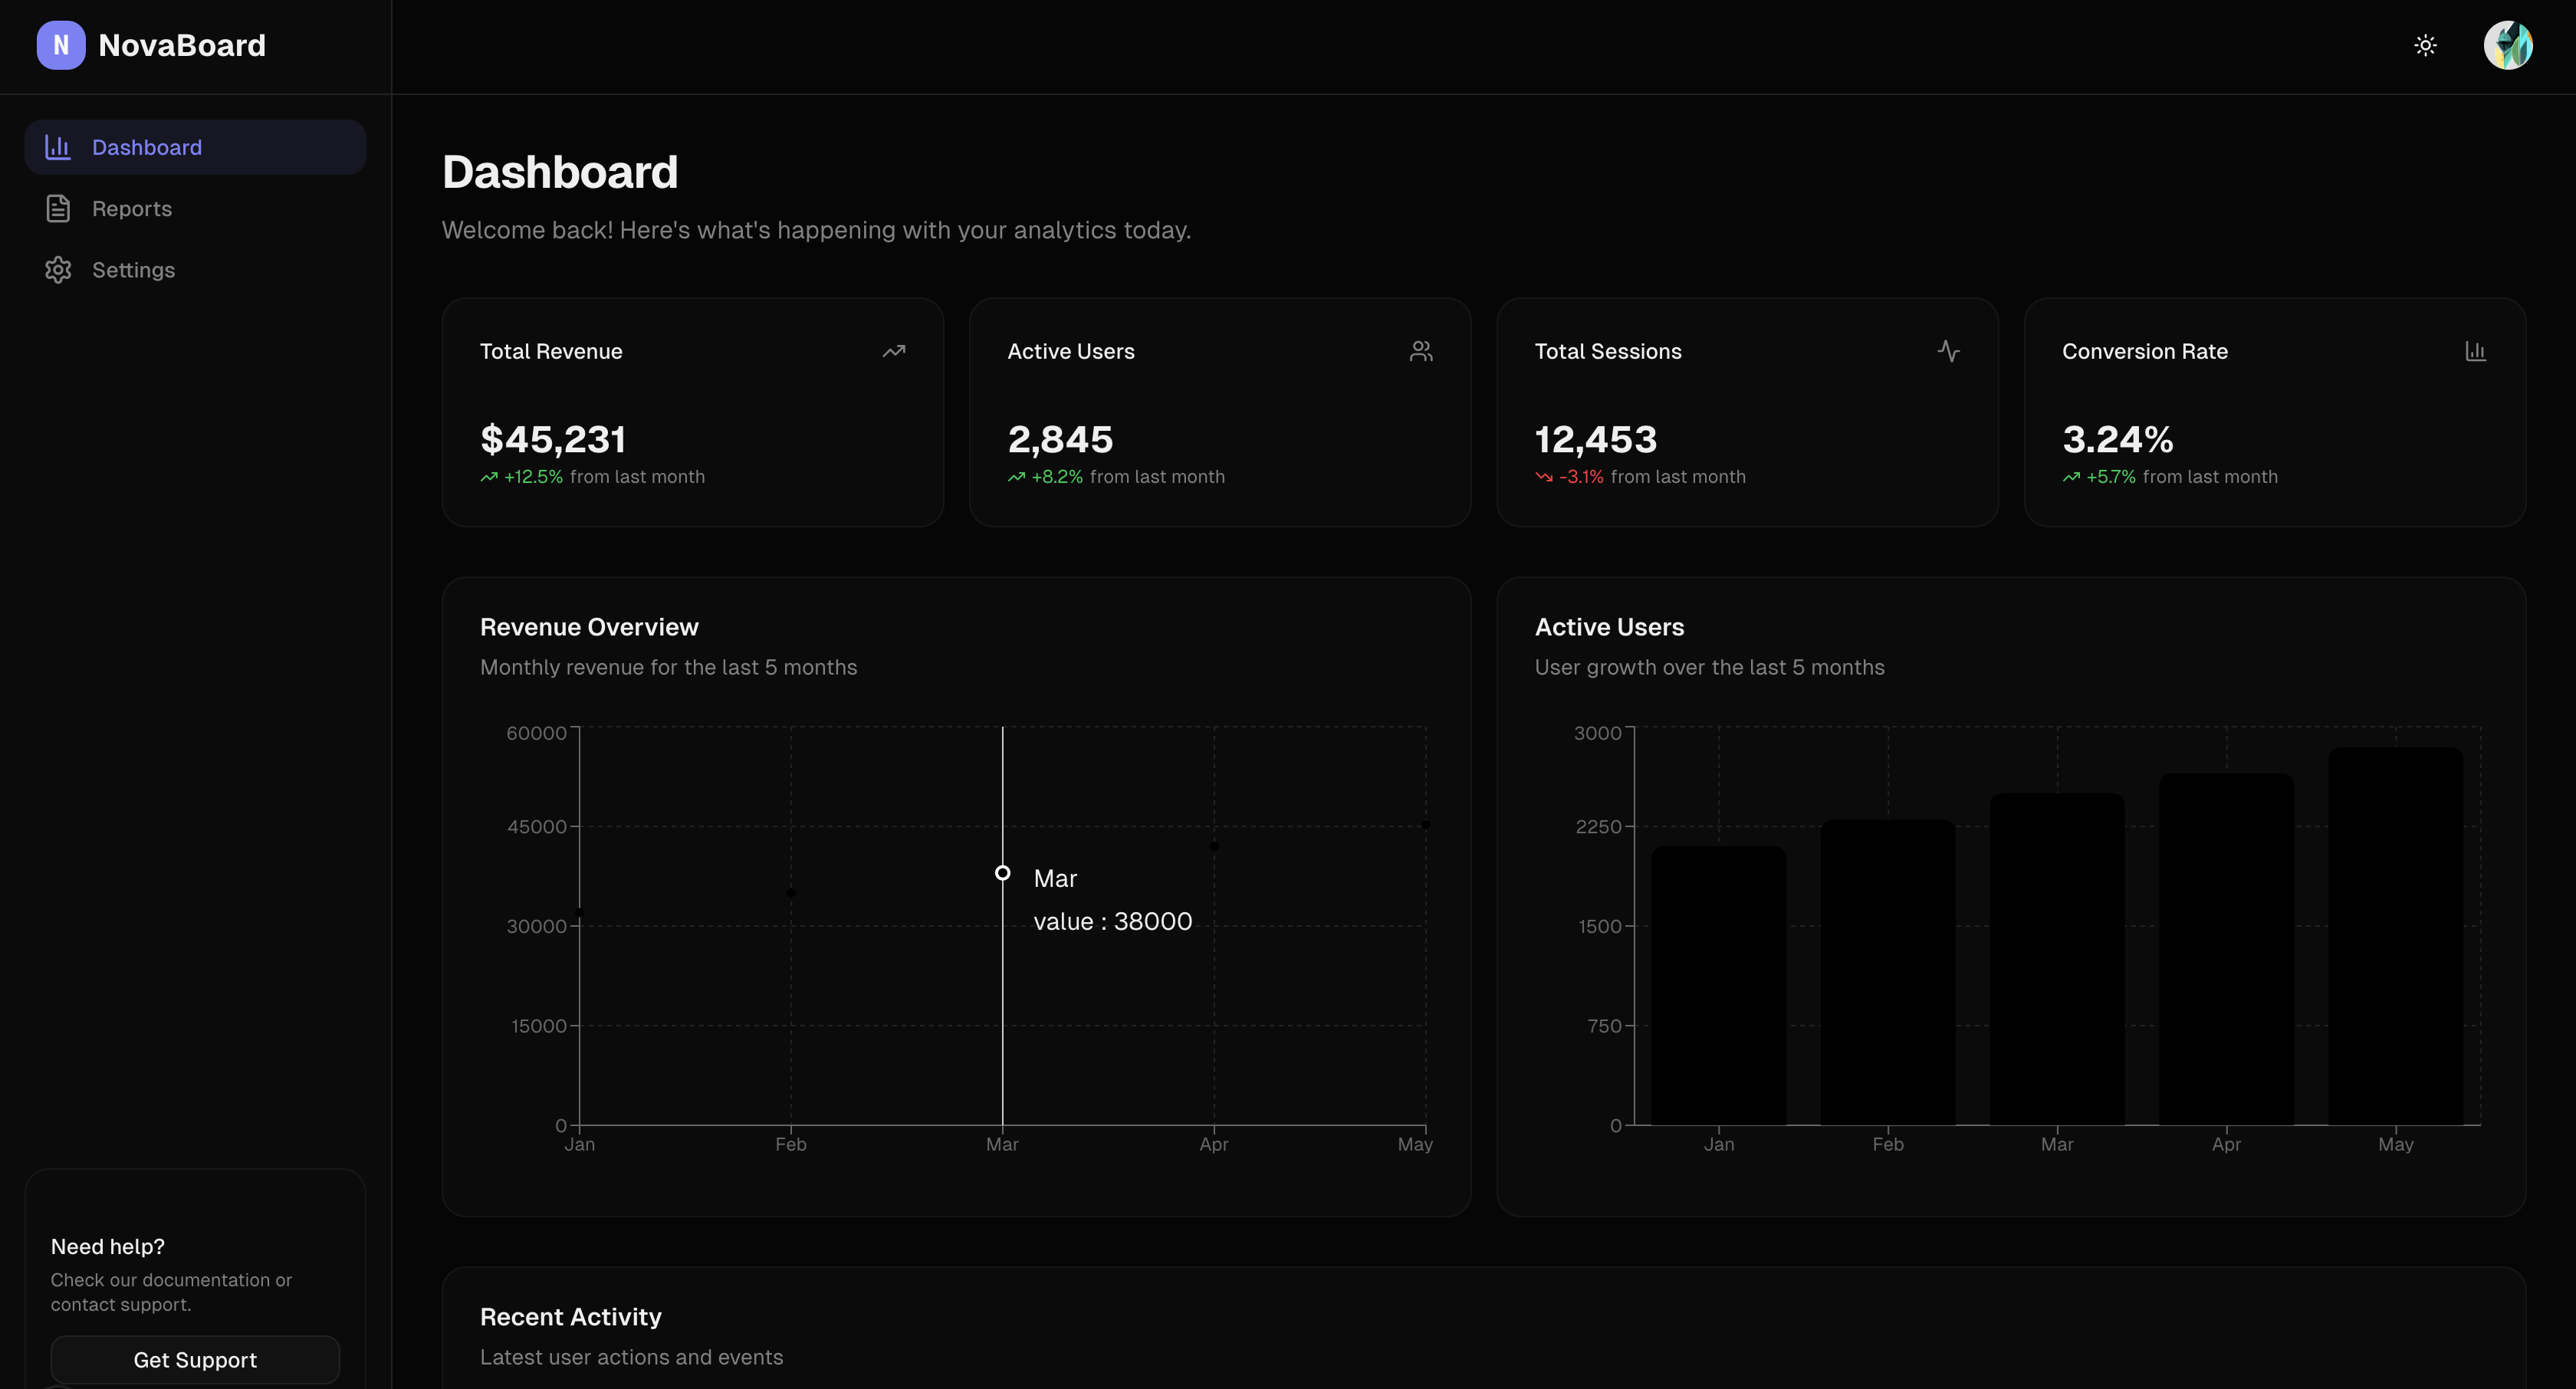 N NovaBoard
Dashboard
Reports
Settings
Need help?
Check our documentation or
contact support.
Get Support
Dashboard
Welcome back! Here's what's happening with your analytics today.
Total Revenue
$45,231
+12.5% from last month
Active Users
2,845
+8.2% from last month
Total Sessions
12,453
-3.1% from last month
Conversion Rate
3.24%
+5.7% from last month
Revenue Overview
Monthly revenue for the last 5 months
60000
45000
30000
15000
0
Mar
value : 38000
Jan Feb Mar Apr May
Active Users
User growth over the last 5 months
3000
2250
1500
750
0
Jan Feb Mar Apr May
Recent Activity
Latest user actions and events